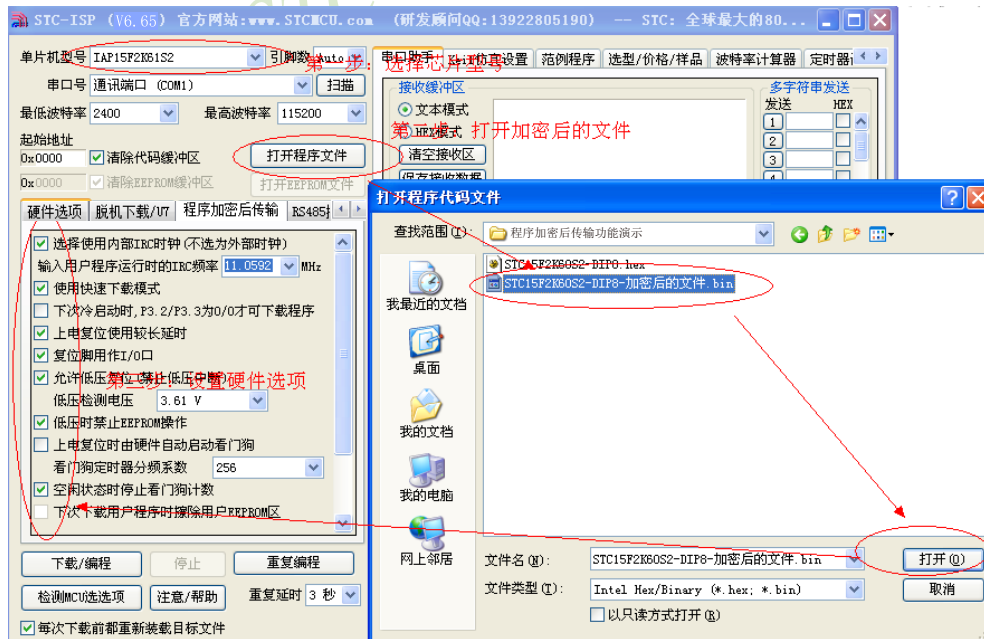 STC-ISP (V6.65) 官方网站:www.STCMCU.com (研发顾问QQ:13922805190) -- STC: 全球最大的80...
单片机型号 IAP15F2K61S2 引脚数 Auto
第一步：选择芯片型号
串口号 通讯端口 (COM1) 扫描
最低波特率 2400 最高波特率 115200
起始地址
0x0000 清除代码缓冲区 打开程序文件
0x0000 清除EEPROM缓冲区 打开EEPROM文件
硬件选项 脱机下载/U7 程序加密后传输 RS485
选择使用内部IRC时钟(不选为外部时钟)
输入用户程序运行时的IRC频率 11.0592 MHz
使用快速下载模式
下次冷启动时,P3.2/P3.3为0/0才可下载程序
上电复位使用较长延时
复位脚用作I/O口
允许低压复位(禁止低压中断)
第三步：设置硬件选项
低压检测电压 3.61 V
低压时禁止EEPROM操作
上电复位时由硬件自动启动看门狗
看门狗定时器分频系数 256
空闲状态时停止看门狗计数
下次下载用户程序时擦除用户EEPROM区
下载/编程 停止 重复编程
检测MCU选选项 注意/帮助 重复延时 3 秒
每次下载前都重新装载目标文件
串口助手 Keil仿真设置 范例程序 选型/价格/样品 波特率计算器 定时器
接收缓冲区
文本模式
HEX模式
第二步：打开加密后的文件
清空接收区
保存接收数据
多字符串发送
发送 HEX
1
2
3
4
打开程序代码文件
查找范围(I): 程序加密后传输功能演示
STC15F2K60S2-DIP8.hex
STC15F2K60S2-DIP8-加密后的文件.bin
我最近的文档
桌面
我的文档
我的电脑
网上邻居
文件名(N): STC15F2K60S2-DIP8-加密后的文件.bin 打开(O)
文件类型(T): Intel Hex/Binary (*.hex; *.bin) 取消
以只读方式打开(R)